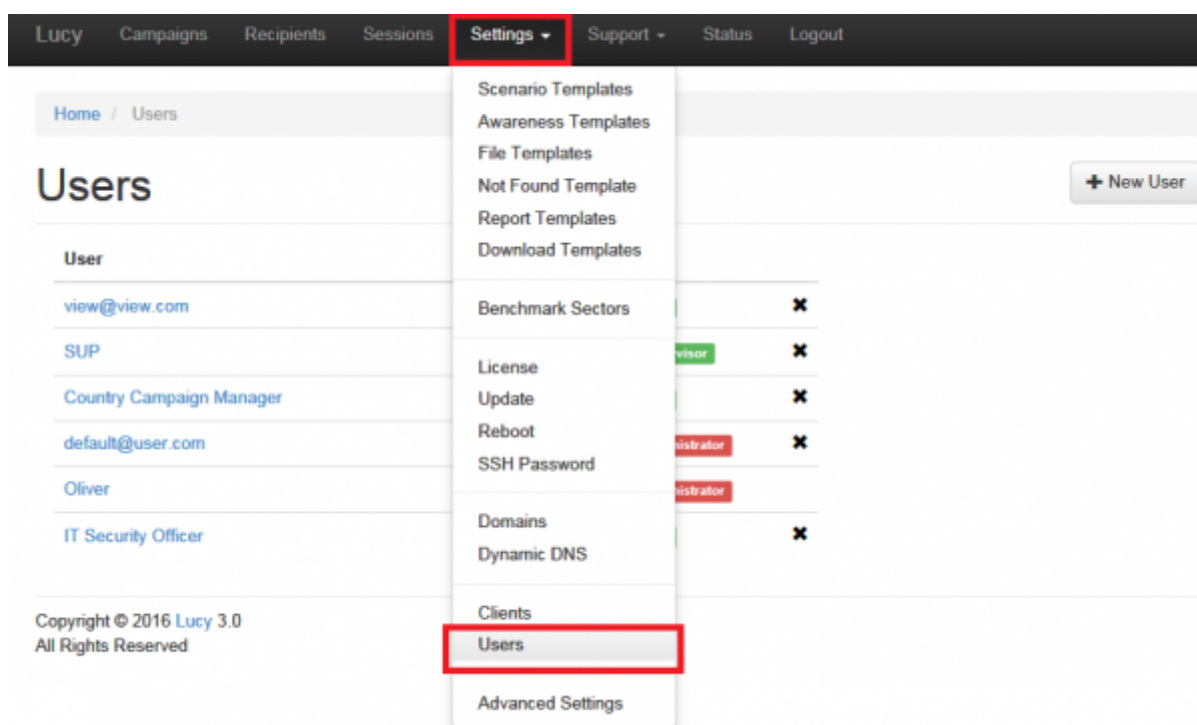 Lucy Campaigns Recipients Sessions Settings Support Status Logout
Home / Users
Users
+ New User
User
view@view.com
SUP
visor
Country Campaign Manager
default@user.com
nistrator
Oliver
nistrator
IT Security Officer
Copyright © 2016 Lucy 3.0
All Rights Reserved
Scenario Templates
Awareness Templates
File Templates
Not Found Template
Report Templates
Download Templates
Benchmark Sectors
License
Update
Reboot
SSH Password
Domains
Dynamic DNS
Clients
Users
Advanced Settings